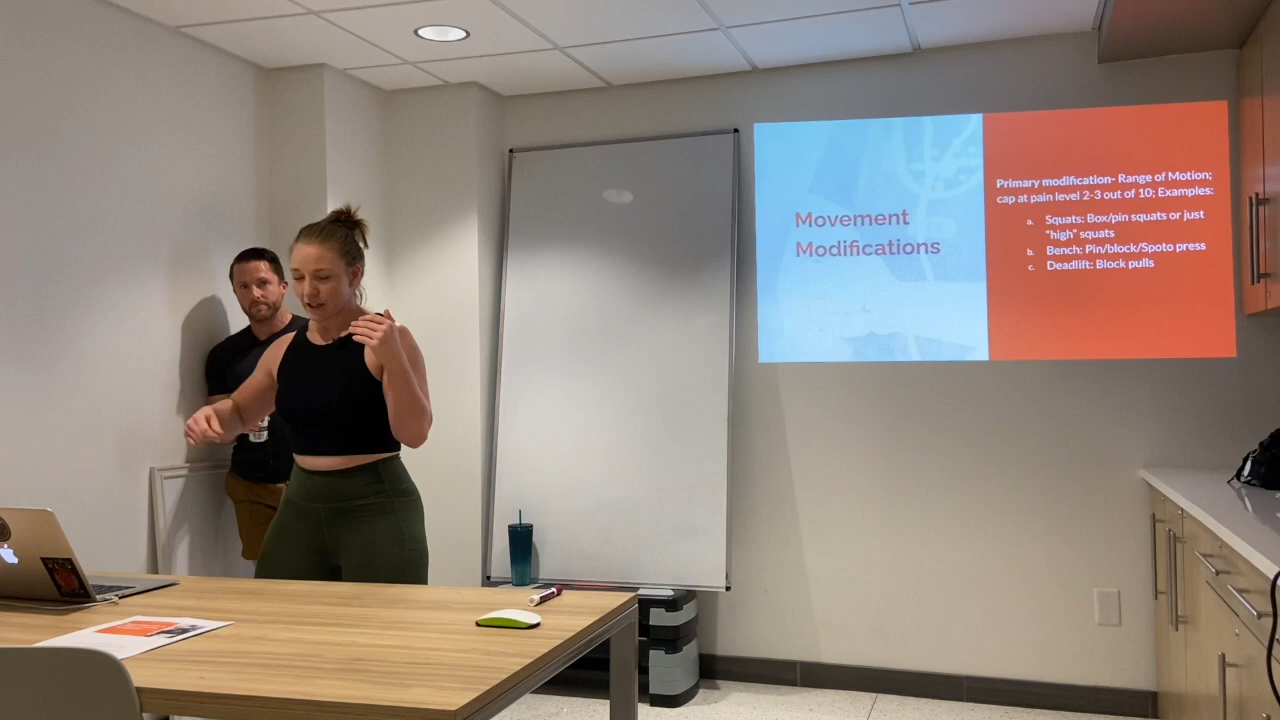 Movement
Modifications
Primary modification- Range of Motion;
cap at pain level 2-3 out of 10; Examples:
a. Squats: Box/pin squats or just
"high" squats
b. Bench: Pin/block/Spoto press
c. Deadlift: Block pulls